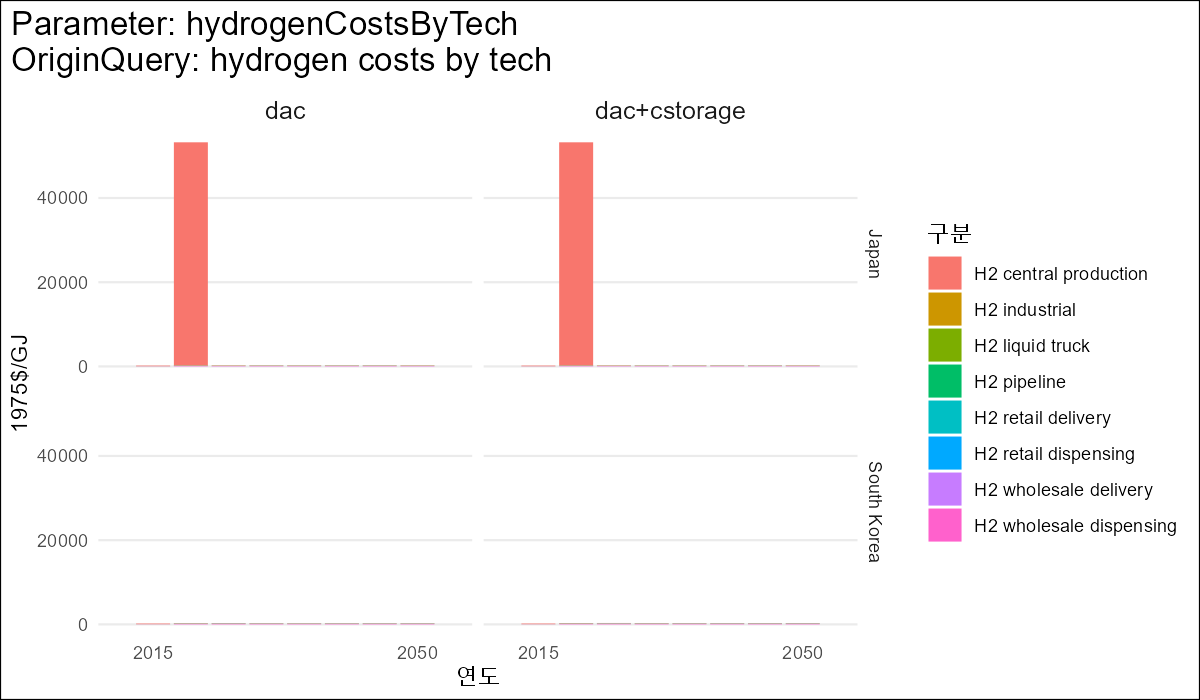 Parameter: hydrogenCostsByTech
OriginQuery: hydrogen costs by tech
dac
dac+cstorage
40000
20000
0
Japan
1975$/GJ
40000
20000
0
South Korea
2015
2050
2015
2050
연도
구분
H2 central production
H2 industrial
H2 liquid truck
H2 pipeline
H2 retail delivery
H2 retail dispensing
H2 wholesale delivery
H2 wholesale dispensing